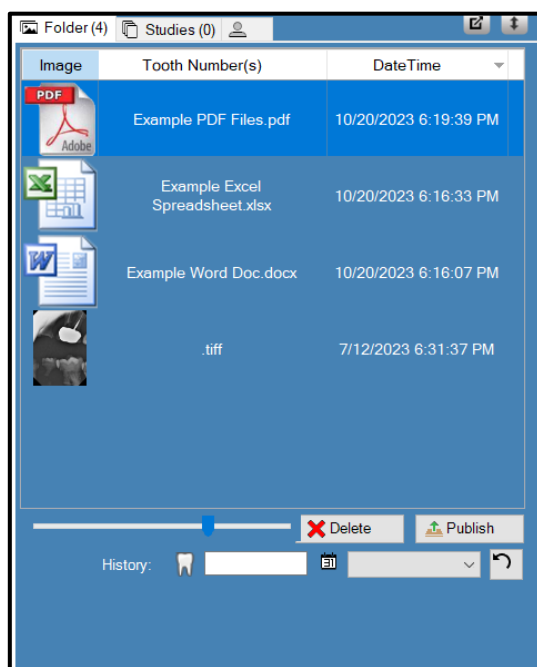 Folder (4) Studies (0)
Image Tooth Number(s) DateTime
PDF
Adobe
Example PDF Files.pdf 10/20/2023 6:19:39 PM
Example Excel
Spreadsheet.xlsx
10/20/2023 6:16:33 PM
W
Example Word Doc.docx 10/20/2023 6:16:07 PM
.tiff 7/12/2023 6:31:37 PM
Delete Publish
History: 31